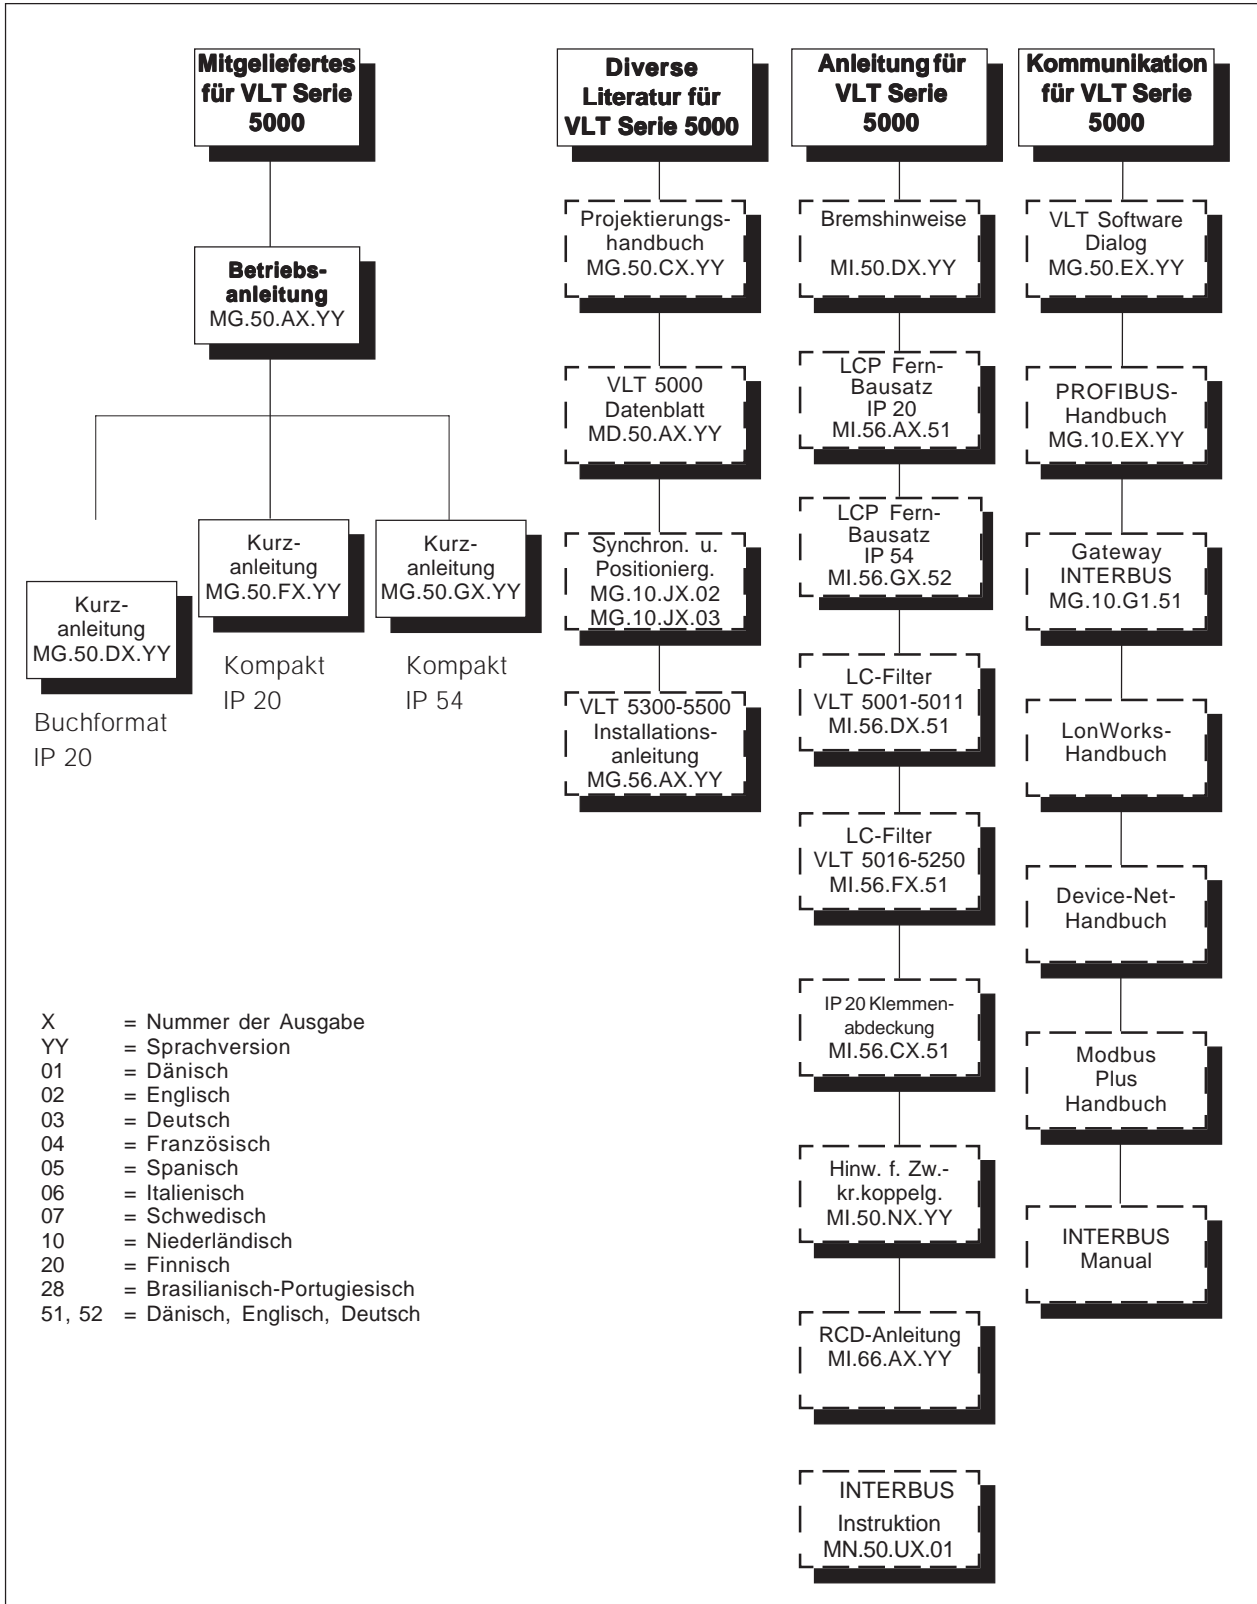 Mitgeliefertes
für VLT Serie
5000
Betriebs-
anleitung
MG.50.AX.YY
Kurz-
anleitung
MG.50.DX.YY
Buchformat
IP 20
Kurz-
anleitung
MG.50.FX.YY
Kompakt
IP 20
Kurz-
anleitung
MG.50.GX.YY
Kompakt
IP 54
Diverse
Literatur für
VLT Serie 5000
Projektierungs-
handbuch
MG.50.CX.YY
VLT 5000
Datenblatt
MD.50.AX.YY
Synchron. u.
Positionierg.
MG.10.JX.02
MG.10.JX.03
VLT 5300-5500
Installations-
anleitung
MG.56.AX.YY
Anleitung für
VLT Serie
5000
Bremshinweise
MI.50.DX.YY
LCP Fern-
Bausatz
IP 20
MI.56.AX.51
LCP Fern-
Bausatz
IP 54
MI.56.GX.52
LC-Filter
VLT 5001-5011
MI.56.DX.51
LC-Filter
VLT 5016-5250
MI.56.FX.51
IP 20 Klemmen-
abdeckung
MI.56.CX.51
Hinw. f. Zw.-
kr.koppelg.
MI.50.NX.YY
RCD-Anleitung
MI.66.AX.YY
INTERBUS
Instruktion
MN.50.UX.01
Kommunikation
für VLT Serie
5000
VLT Software
Dialog
MG.50.EX.YY
PROFIBUS-
Handbuch
MG.10.EX.YY
Gateway
INTERBUS
MG.10.G1.51
LonWorks-
Handbuch
Device-Net-
Handbuch
Modbus
Plus
Handbuch
INTERBUS
Manual
X = Nummer der Ausgabe
YY = Sprachversion
01 = Dänisch
02 = Englisch
03 = Deutsch
04 = Französisch
05 = Spanisch
06 = Italienisch
07 = Schwedisch
10 = Niederländisch
20 = Finnisch
28 = Brasilianisch-Portugiesisch
51, 52 = Dänisch, Englisch, Deutsch